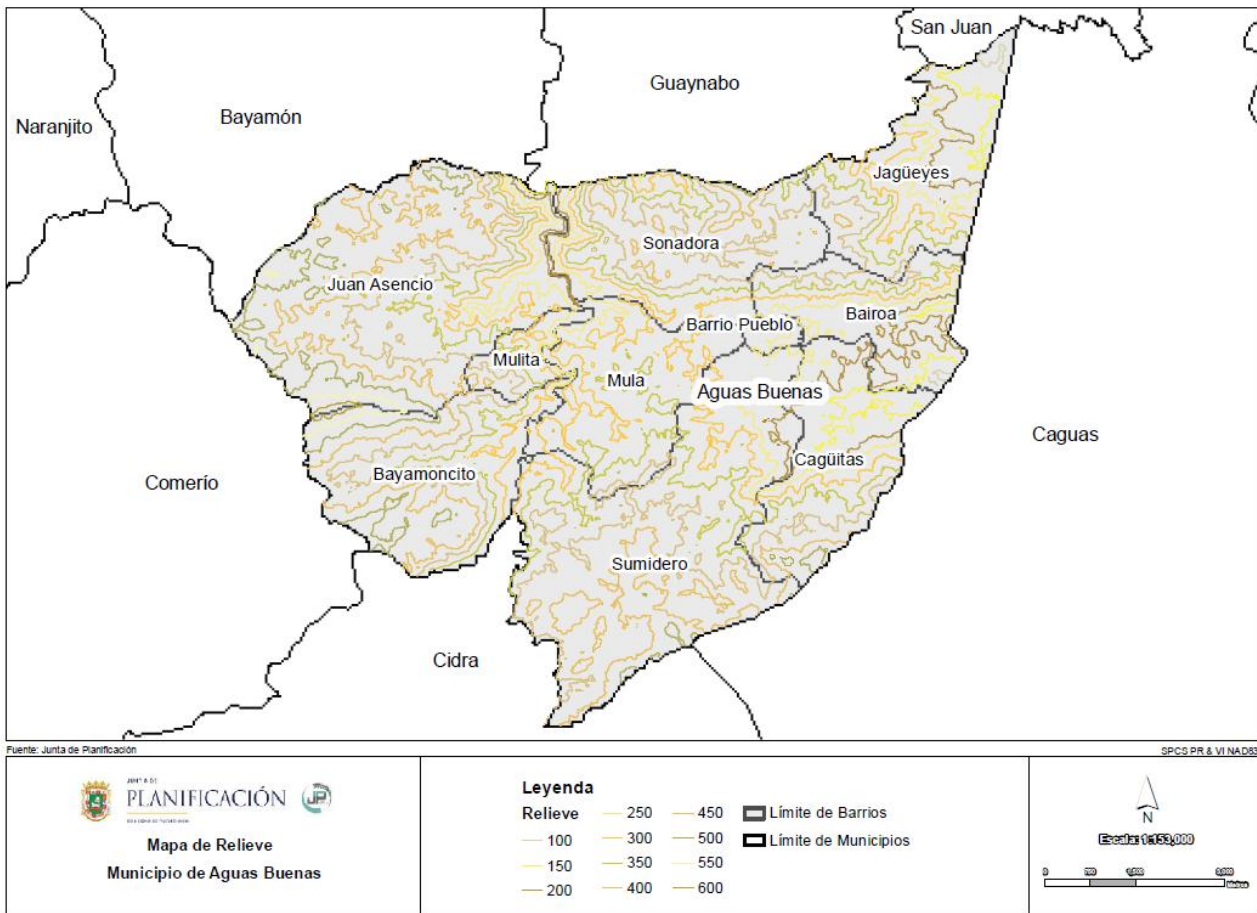 San Juan
Guaynabo
Bayamón
Naranjito
Jagüeyes
Sonadora
Juan Asencio
Bairoa
Barrio Pueblo
Mulita
Mula
Aguas Buenas
Caguas
Cagüitas
Bayamoncito
Comerío
Sumidero
Cidra
Fuente: Junta de Planificación
SPCS PR & VI NAD83
JUNTA DE
PLANIFICACIÓN
JP
Mapa de Relieve
Municipio de Aguas Buenas
Leyenda
Relieve
100
150
200
250
300
350
400
450
500
550
600
Límite de Barrios
Límite de Municipios
N
Escala: 1:153,000